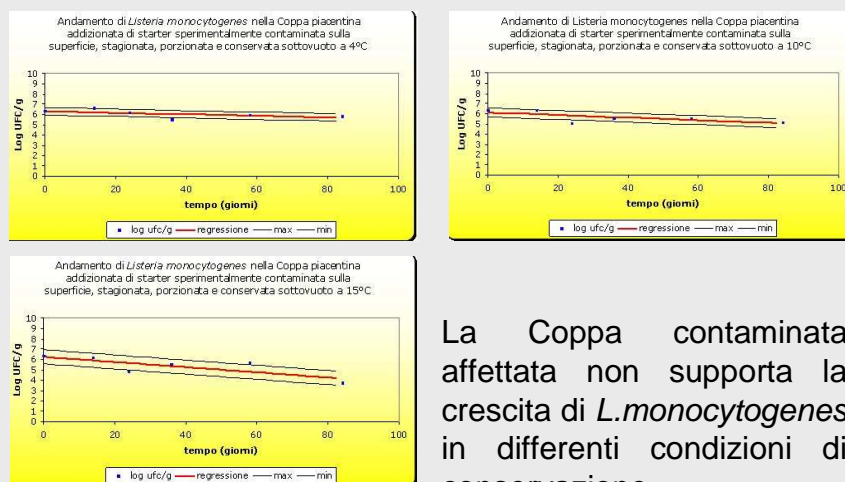 Andamento di Listeria monocytogenes nella Coppa piacentina
addizionata di starter sperimentalmente contaminata sulla
superficie, stagionata, porzionata e conservata sottovuoto a 4°C
10
9
8
7
6
5
4
3
2
1
0
Log UFC/g
0 20 40 60 80 100
tempo (giorni)
log ufc/g regressione max min
Andamento di Listeria monocytogenes nella Coppa piacentina
addizionata di starter sperimentalmente contaminata sulla
superficie, stagionata, porzionata e conservata sottovuoto a 10°C
10
9
8
7
6
5
4
3
2
1
0
Log UFC/g
0 20 40 60 80 100
tempo (giorni)
log ufc/g regressione max min
Andamento di Listeria monocytogenes nella Coppa piacentina
addizionata di starter sperimentalmente contaminata sulla
superficie, stagionata, porzionata e conservata sottovuoto a 15°C
10
9
8
7
6
5
4
3
2
1
0
Log UFC/g
0 20 40 60 80 100
tempo (giorni)
log ufc/g regressione max min
La Coppa contaminata
affettata non supporta la
crescita di L.monocytogenes
in differenti condizioni di
conservazione